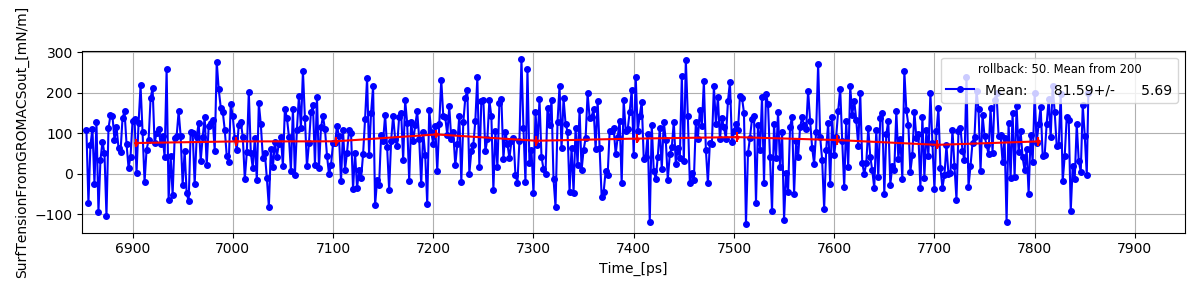 SurfTensionFromGROMACSout_[mN/m]
300
200
100
0
−100
rollback: 50. Mean from 200
Mean: 81.59+/- 5.69
6900 7000 7100 7200 7300 7400 7500 7600 7700 7800 7900
Time_[ps]